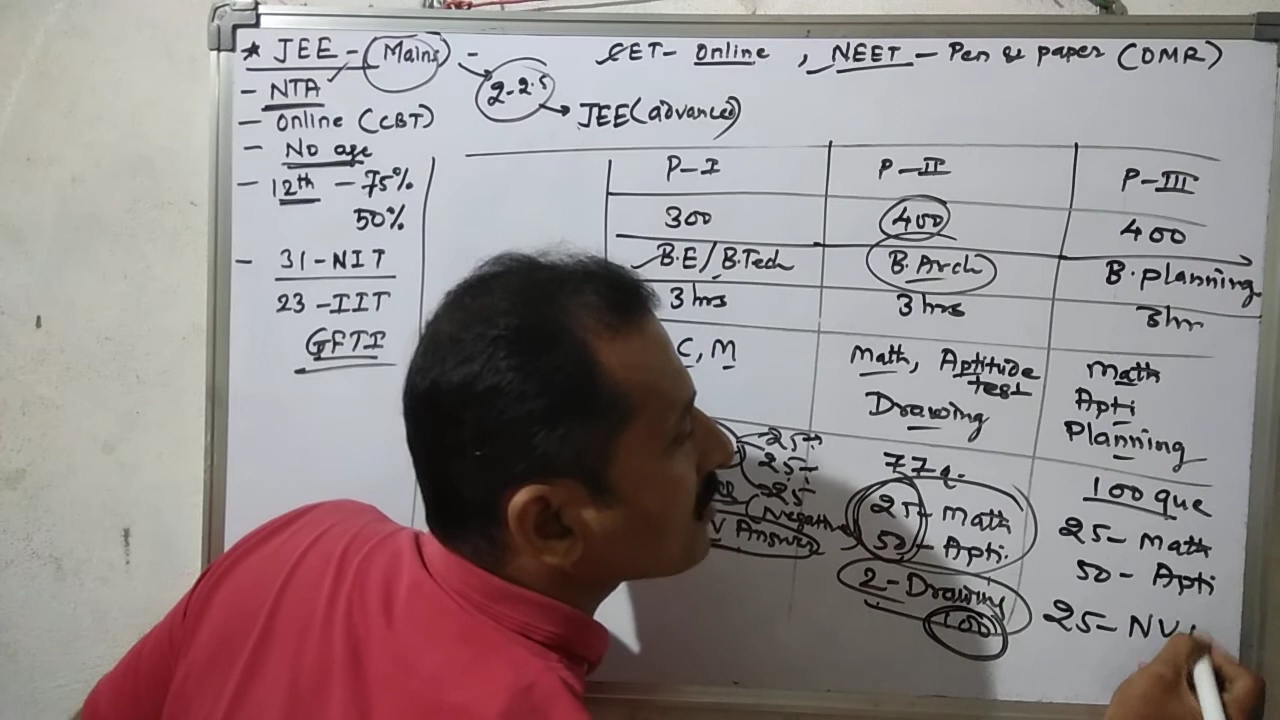 * JEE - Mains -
CET - Online , NEET - Pen & paper (OMR)
- NTA
2-2.5
JEE (advanced)
- Online (CBT)
- No age
- 12th - 75%
50%
- 31-NIT
23-IIT
GFTI
P-I P-II P-III
300 400 400
B.E/B.Tech B.Arch B.planning
3 hrs 3 hrs 3 hr
C, M Math, Aptitude test Math
Drawing Apti
Planning
25
25
25
Negative
Answer
77q.
25 - Math
50 - Apti.
2 - Drawing
100
100 que
25 - Math
50 - Apti
25 - NV